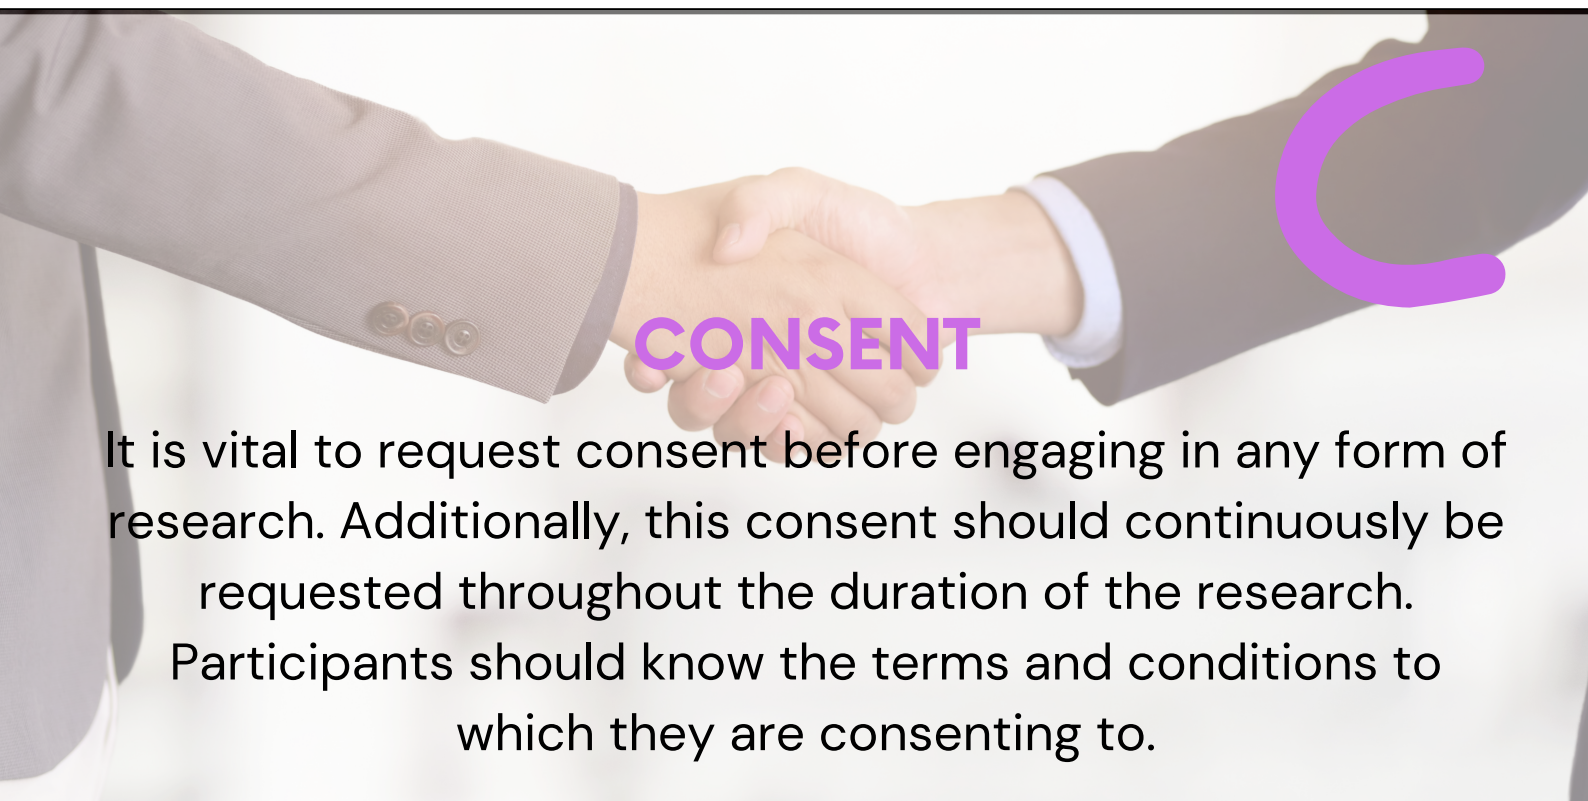 C
CONSENT
It is vital to request consent before engaging in any form of
research. Additionally, this consent should continuously be
requested throughout the duration of the research.
Participants should know the terms and conditions to
which they are consenting to.